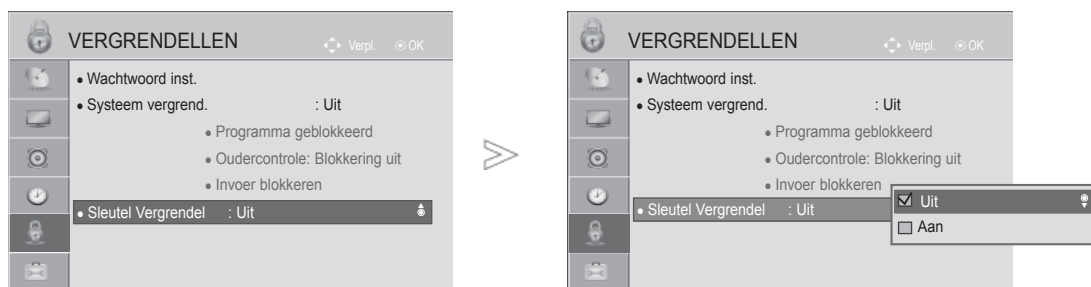 VERGRENDELLEN Verpl. OK
• Wachtwoord inst.
• Systeem vergrend. : Uit
• Programma geblokkeerd
• Oudercontrole: Blokkering uit
• Invoer blokkeren
• Sleutel Vergrendel : Uit
VERGRENDELLEN Verpl. OK
• Wachtwoord inst.
• Systeem vergrend. : Uit
• Programma geblokkeerd
• Oudercontrole: Blokkering uit
• Invoer blokkeren
• Sleutel Vergrendel : Uit
Uit
Aan